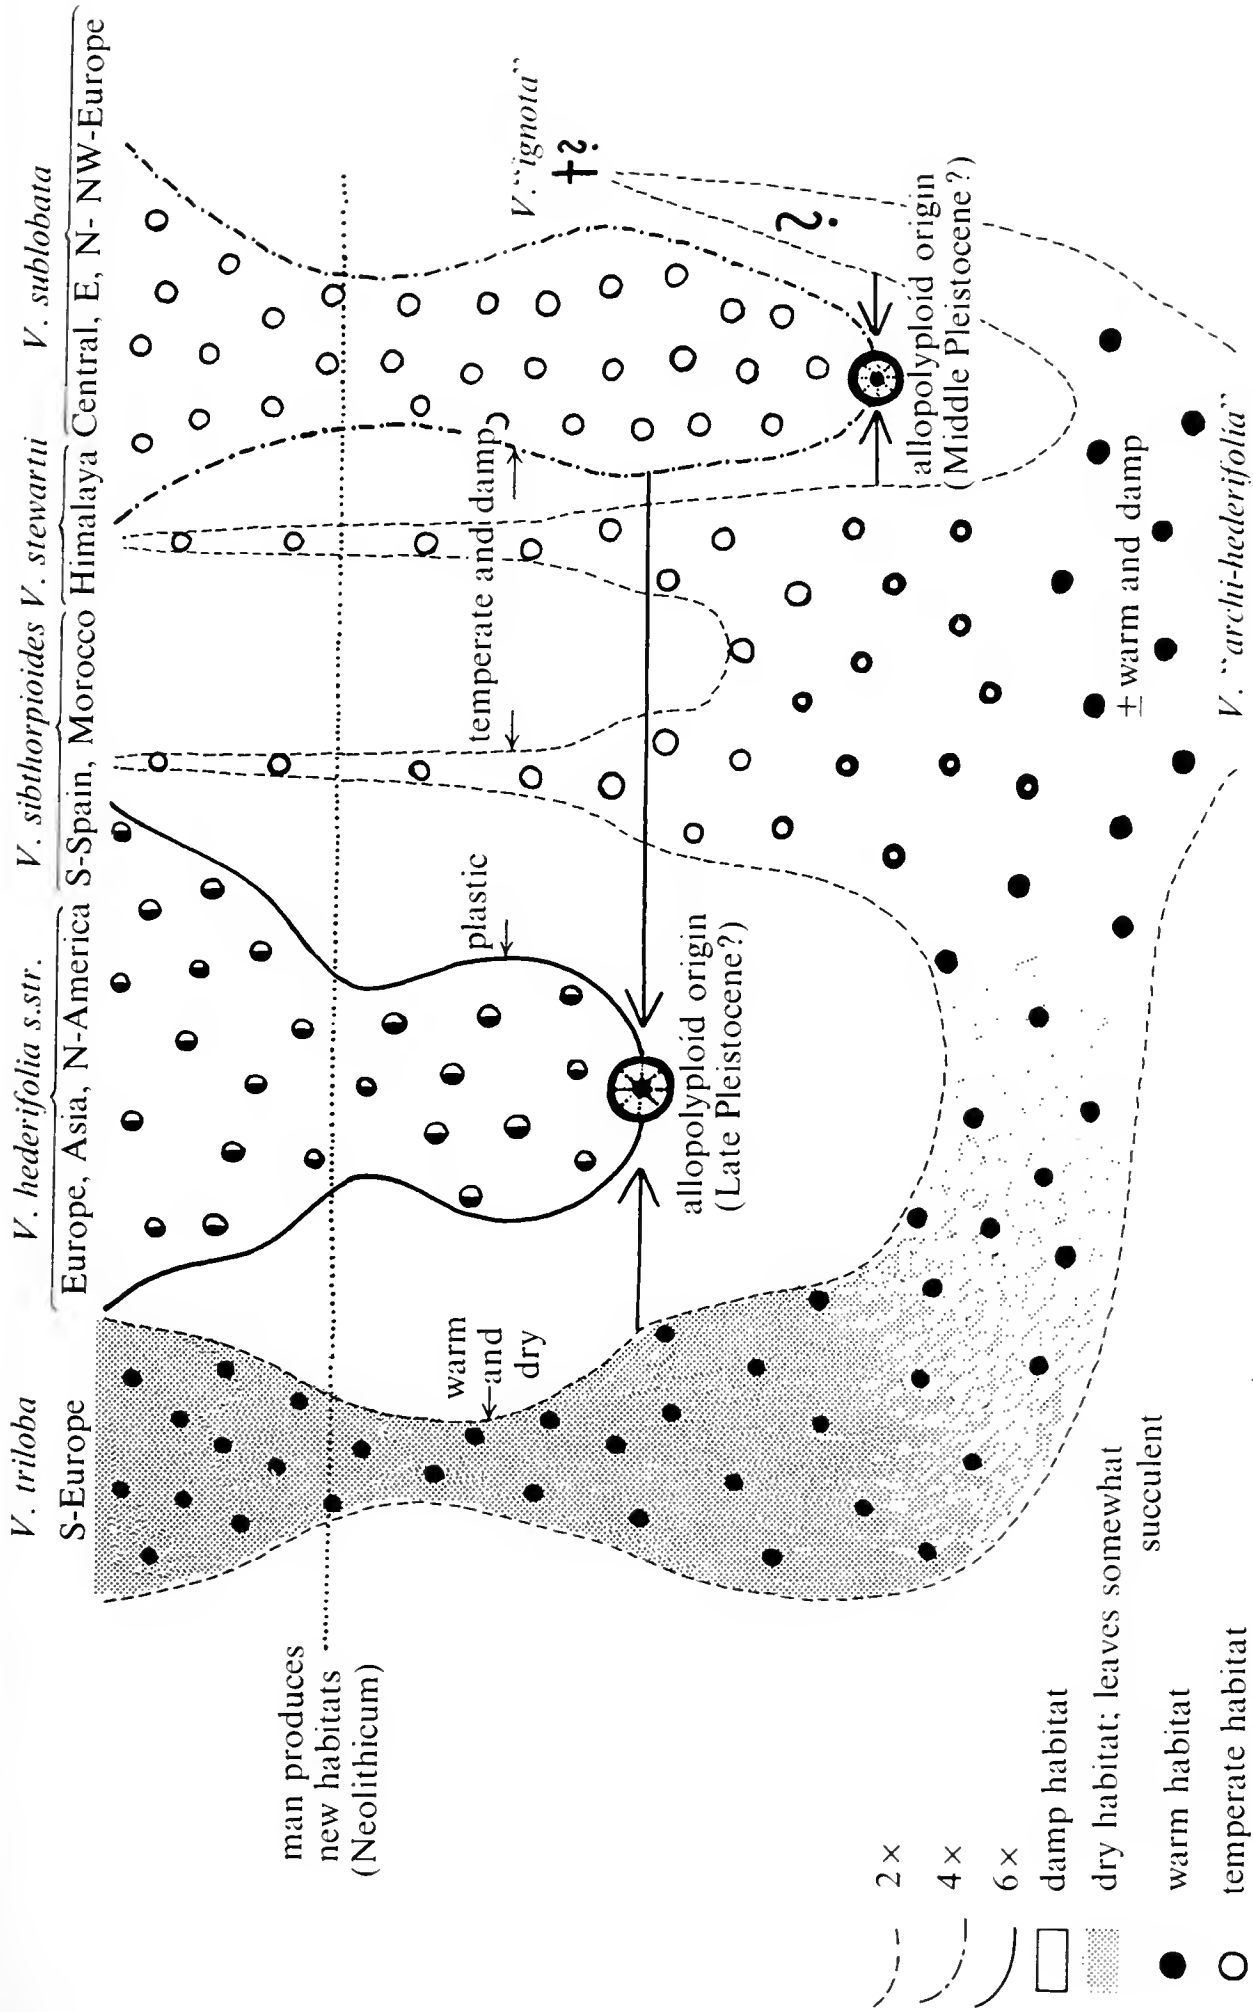 V. triloba
S-Europe
V. hederifolia s.str.
Europe, Asia, N-America
V. sibthorpioides
S-Spain, Morocco
V. stewartii
Himalaya
V. sublobata
Central, E, N- NW-Europe
man produces
new habitats
(Neolithicum)
warm
and
dry
plastic
temperate and damp
V. "ignota"
†?
?
allopolyploid origin
(Late Pleistocene?)
allopolyploid origin
(Middle Pleistocene?)
± warm and damp
V. "archi-hederifolia"
2×
4×
6×
damp habitat
dry habitat; leaves somewhat
succulent
warm habitat
temperate habitat